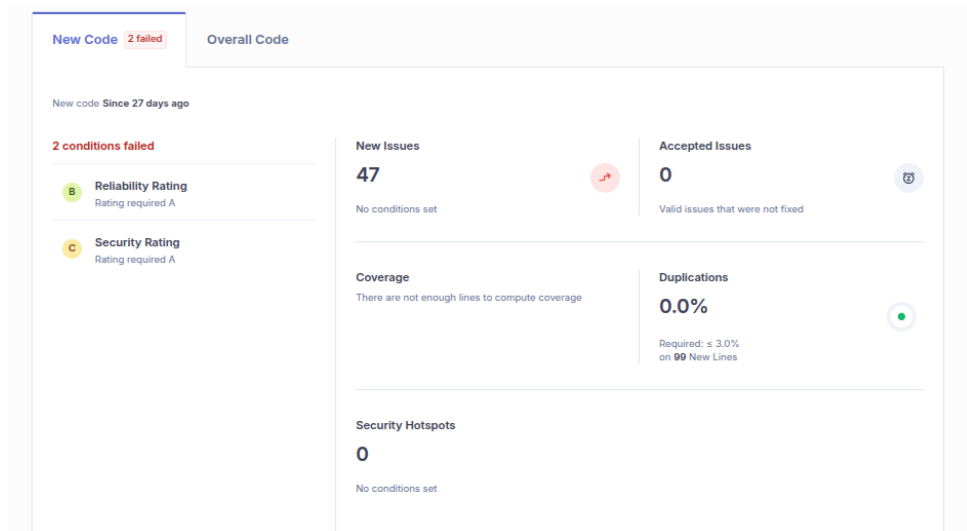 New Code 2 failed Overall Code
New code Since 27 days ago
2 conditions failed
B Reliability Rating
Rating required A
C Security Rating
Rating required A
New Issues
47
No conditions set
Accepted Issues
0
Valid issues that were not fixed
Coverage
There are not enough lines to compute coverage
Duplications
0.0%
Required: ≤ 3.0%
on 99 New Lines
Security Hotspots
0
No conditions set